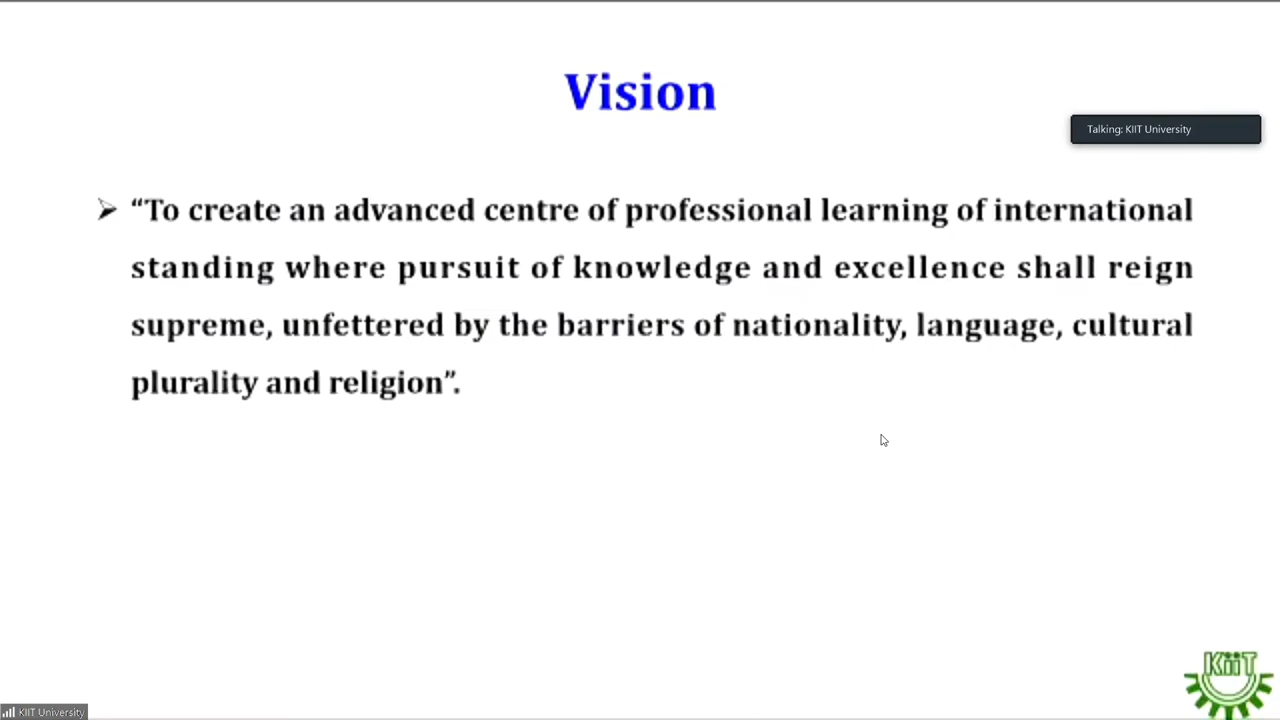 Vision
Talking: KIIT University
➢ “To create an advanced centre of professional learning of international
standing where pursuit of knowledge and excellence shall reign
supreme, unfettered by the barriers of nationality, language, cultural
plurality and religion”.
KiiT
KIIT University